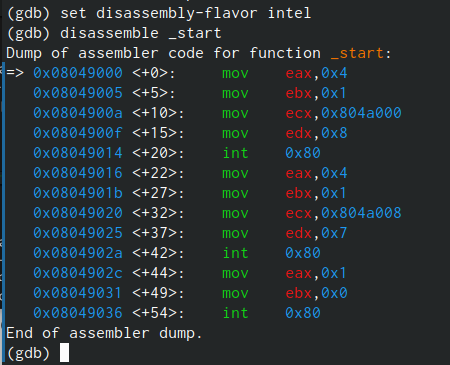 (gdb) set disassembly-flavor intel
(gdb) disassemble _start
Dump of assembler code for function _start:
=> 0x08049000 <+0>:     mov    eax,0x4
   0x08049005 <+5>:     mov    ebx,0x1
   0x0804900a <+10>:    mov    ecx,0x804a000
   0x0804900f <+15>:    mov    edx,0x8
   0x08049014 <+20>:    int    0x80
   0x08049016 <+22>:    mov    eax,0x4
   0x0804901b <+27>:    mov    ebx,0x1
   0x08049020 <+32>:    mov    ecx,0x804a008
   0x08049025 <+37>:    mov    edx,0x7
   0x0804902a <+42>:    int    0x80
   0x0804902c <+44>:    mov    eax,0x1
   0x08049031 <+49>:    mov    ebx,0x0
   0x08049036 <+54>:    int    0x80
End of assembler dump.
(gdb)